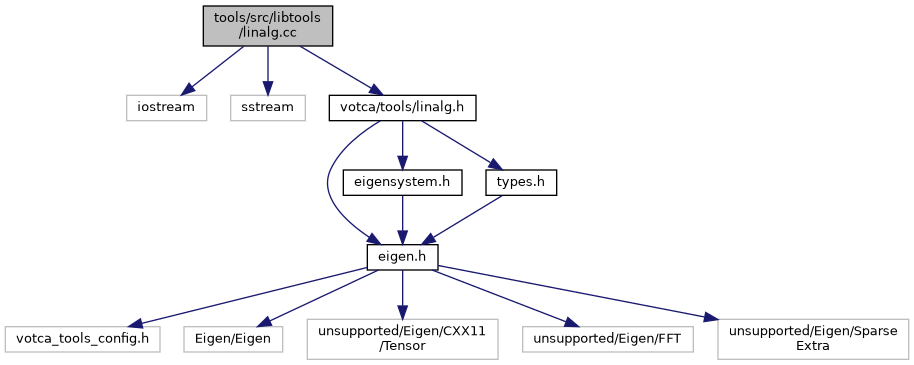 tools/src/libtools
/linalg.cc
iostream
sstream
votca/tools/linalg.h
eigensystem.h
types.h
eigen.h
votca_tools_config.h
Eigen/Eigen
unsupported/Eigen/CXX11
/Tensor
unsupported/Eigen/FFT
unsupported/Eigen/Sparse
Extra